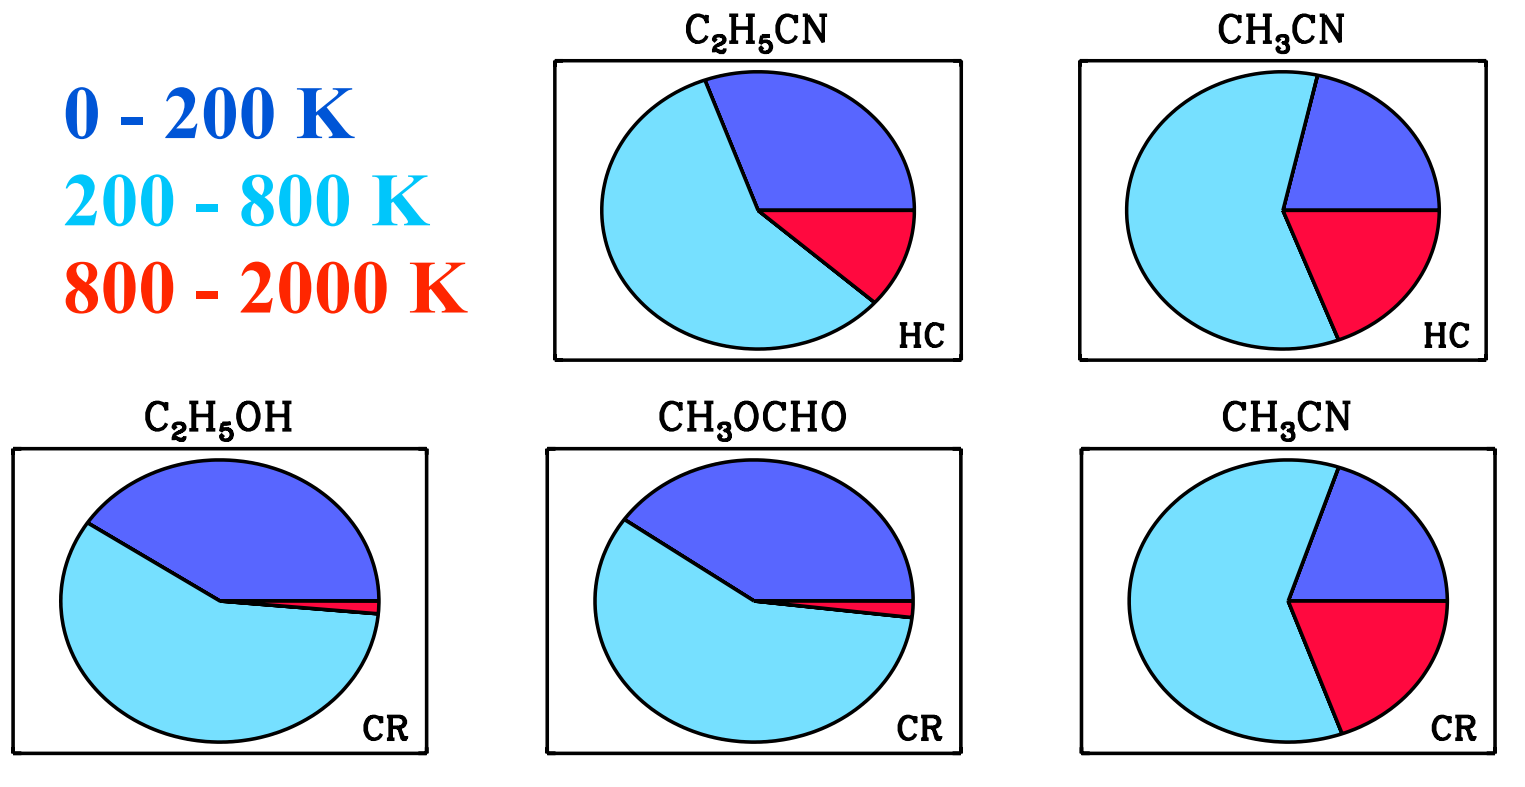 0 - 200 K
200 - 800 K
800 - 2000 K
C₂H₅CN
HC
CH₃CN
HC
C₂H₅OH
CR
CH₃OCHO
CR
CH₃CN
CR